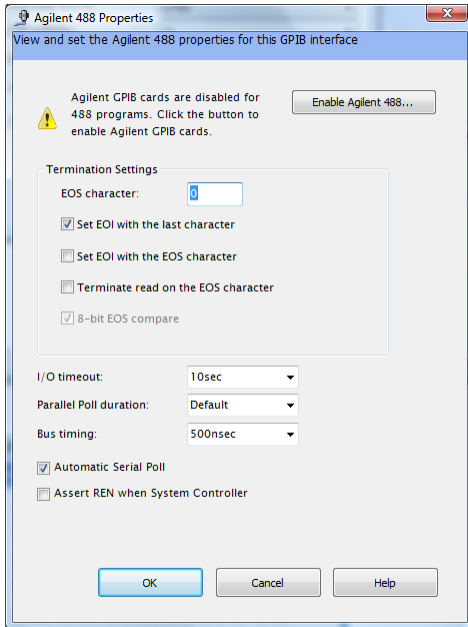 Agilent 488 Properties
View and set the Agilent 488 properties for this GPIB interface
Agilent GPIB cards are disabled for
488 programs. Click the button to
enable Agilent GPIB cards.
Enable Agilent 488...
Termination Settings
EOS character:
0
Set EOI with the last character
Set EOI with the EOS character
Terminate read on the EOS character
8-bit EOS compare
I/O timeout:
10sec
Parallel Poll duration:
Default
Bus timing:
500nsec
Automatic Serial Poll
Assert REN when System Controller
OK
Cancel
Help